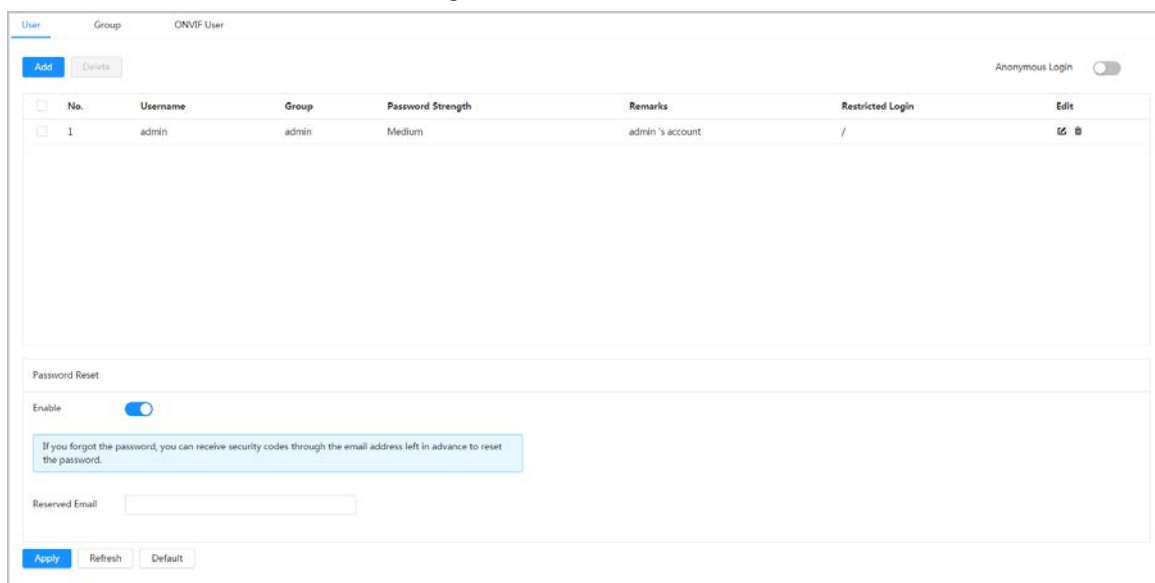 User Group ONVIF User
Add Delete Anonymous Login
No. Username Group Password Strength Remarks Restricted Login Edit
1 admin admin Medium admin 's account /
Password Reset
Enable
If you forgot the password, you can receive security codes through the email address left in advance to reset
the password.
Reserved Email
Apply Refresh Default